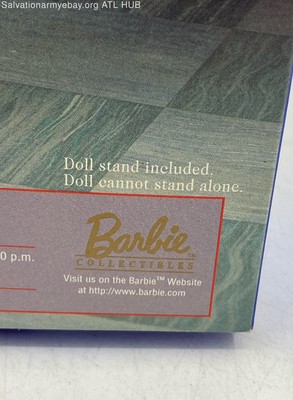 Salvationarmyebay.org ATL HUB
Doll stand included.
Doll cannot stand alone.
0 p.m.
Barbie™
COLLECTIBLES
Visit us on the Barbie™ Website
at http://www.barbie.com